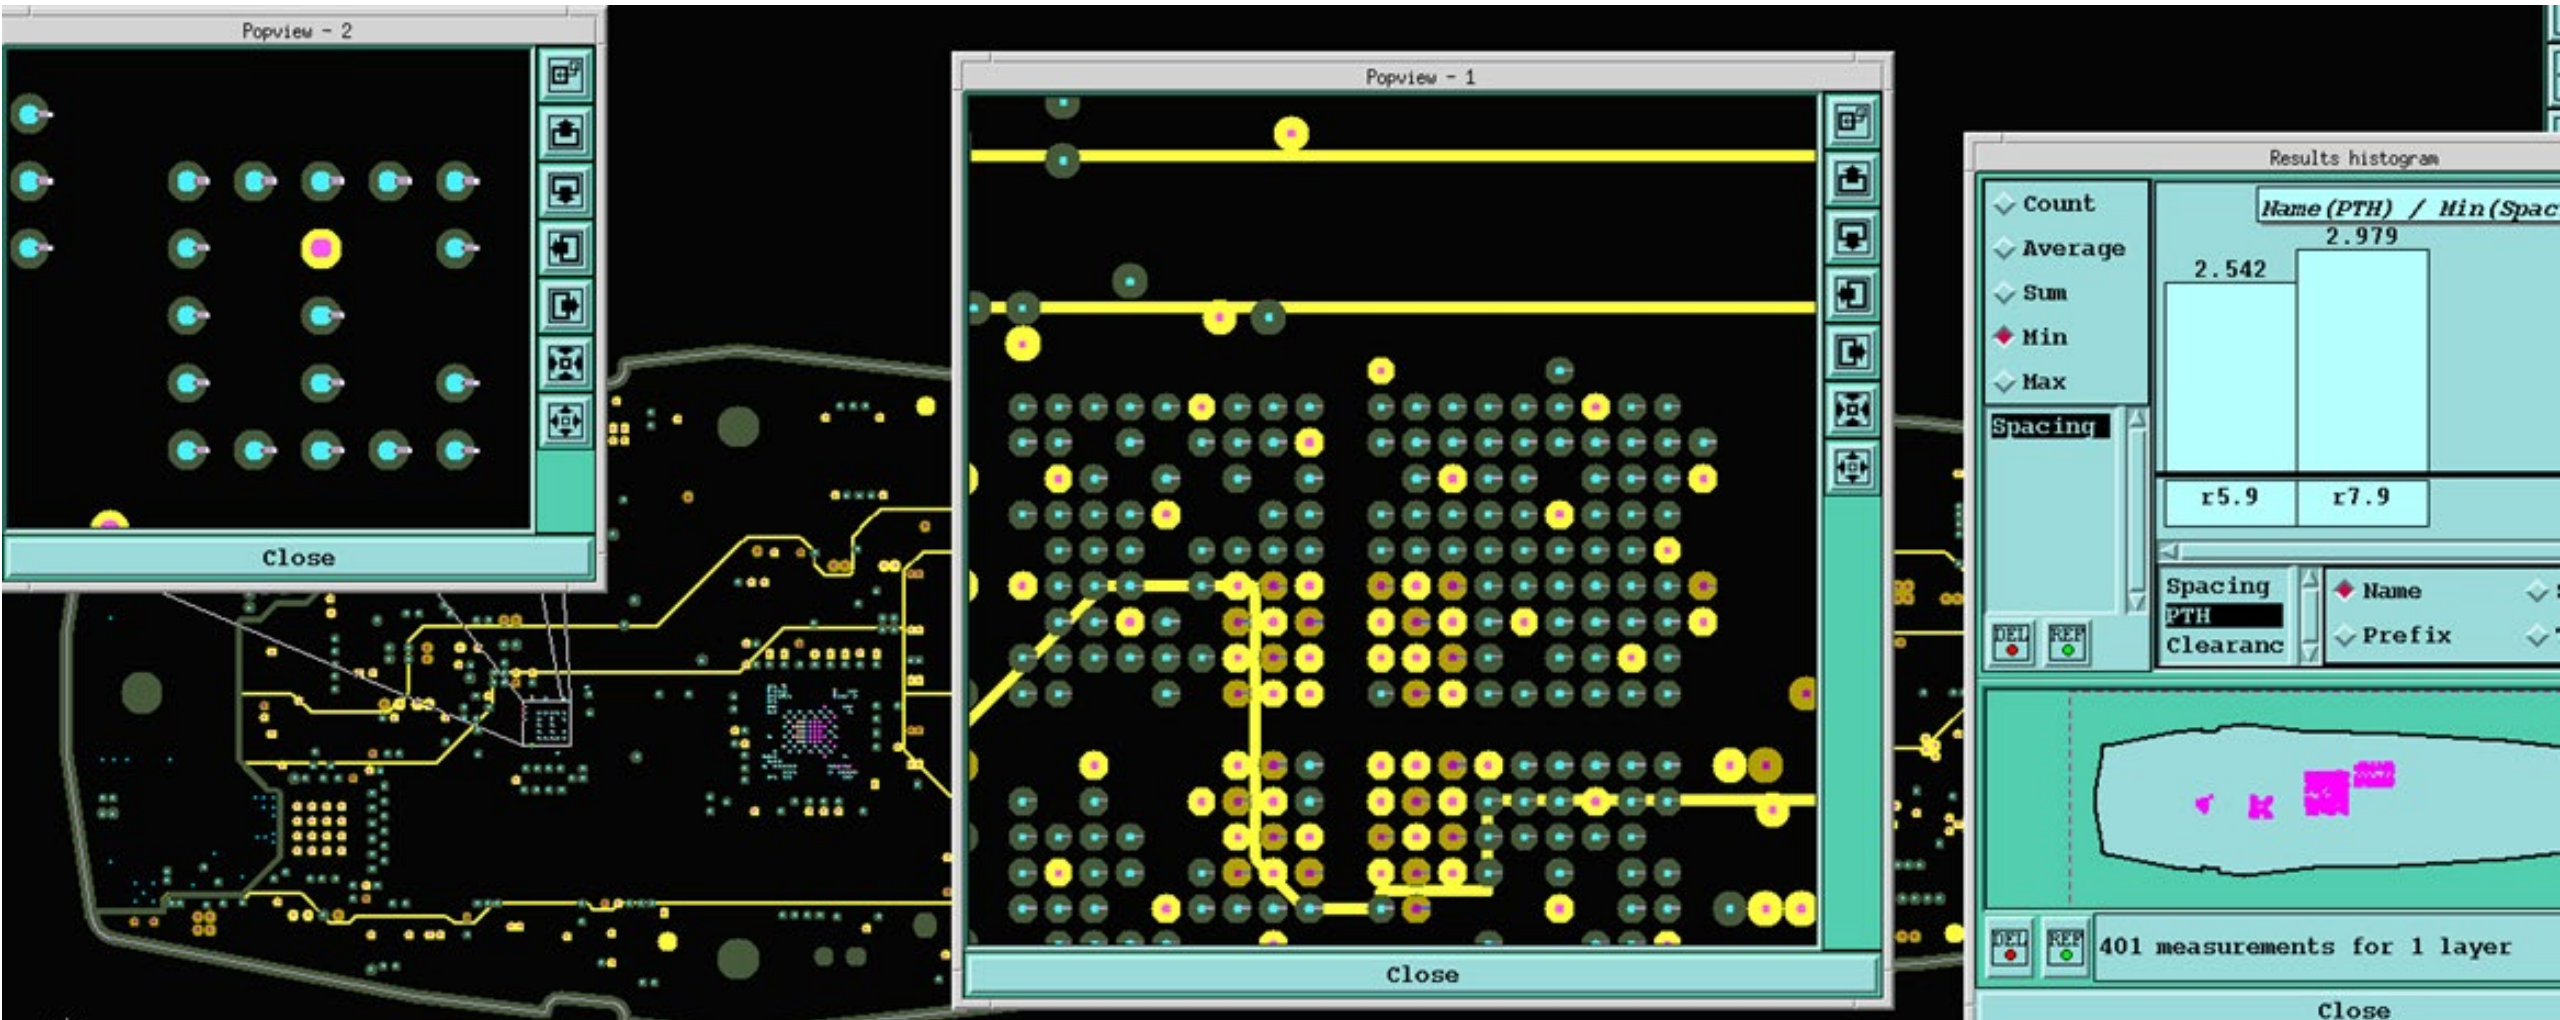 Popview - 2
Close
Popview - 1
Close
Results histogram
Count
Average
Sum
Min
Max
Spacing
DEL REF
Name(PTH) / Min(Spac
2.542
2.979
r5.9
r7.9
Spacing
PTH
Clearanc
Name
Prefix
DEL REF
401 measurements for 1 layer
Close